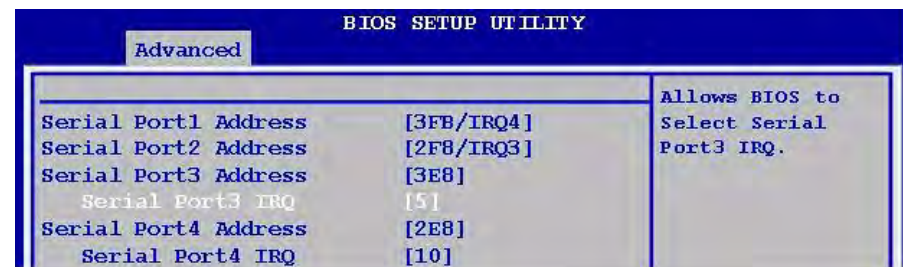 BIOS SETUP UTILITY
Advanced
Serial Port1 Address [3F8/IRQ4]
Serial Port2 Address [2F8/IRQ3]
Serial Port3 Address [3E8]
Serial Port3 IRQ [5]
Serial Port4 Address [2E8]
Serial Port4 IRQ [10]
Allows BIOS to
Select Serial
Port3 IRQ.